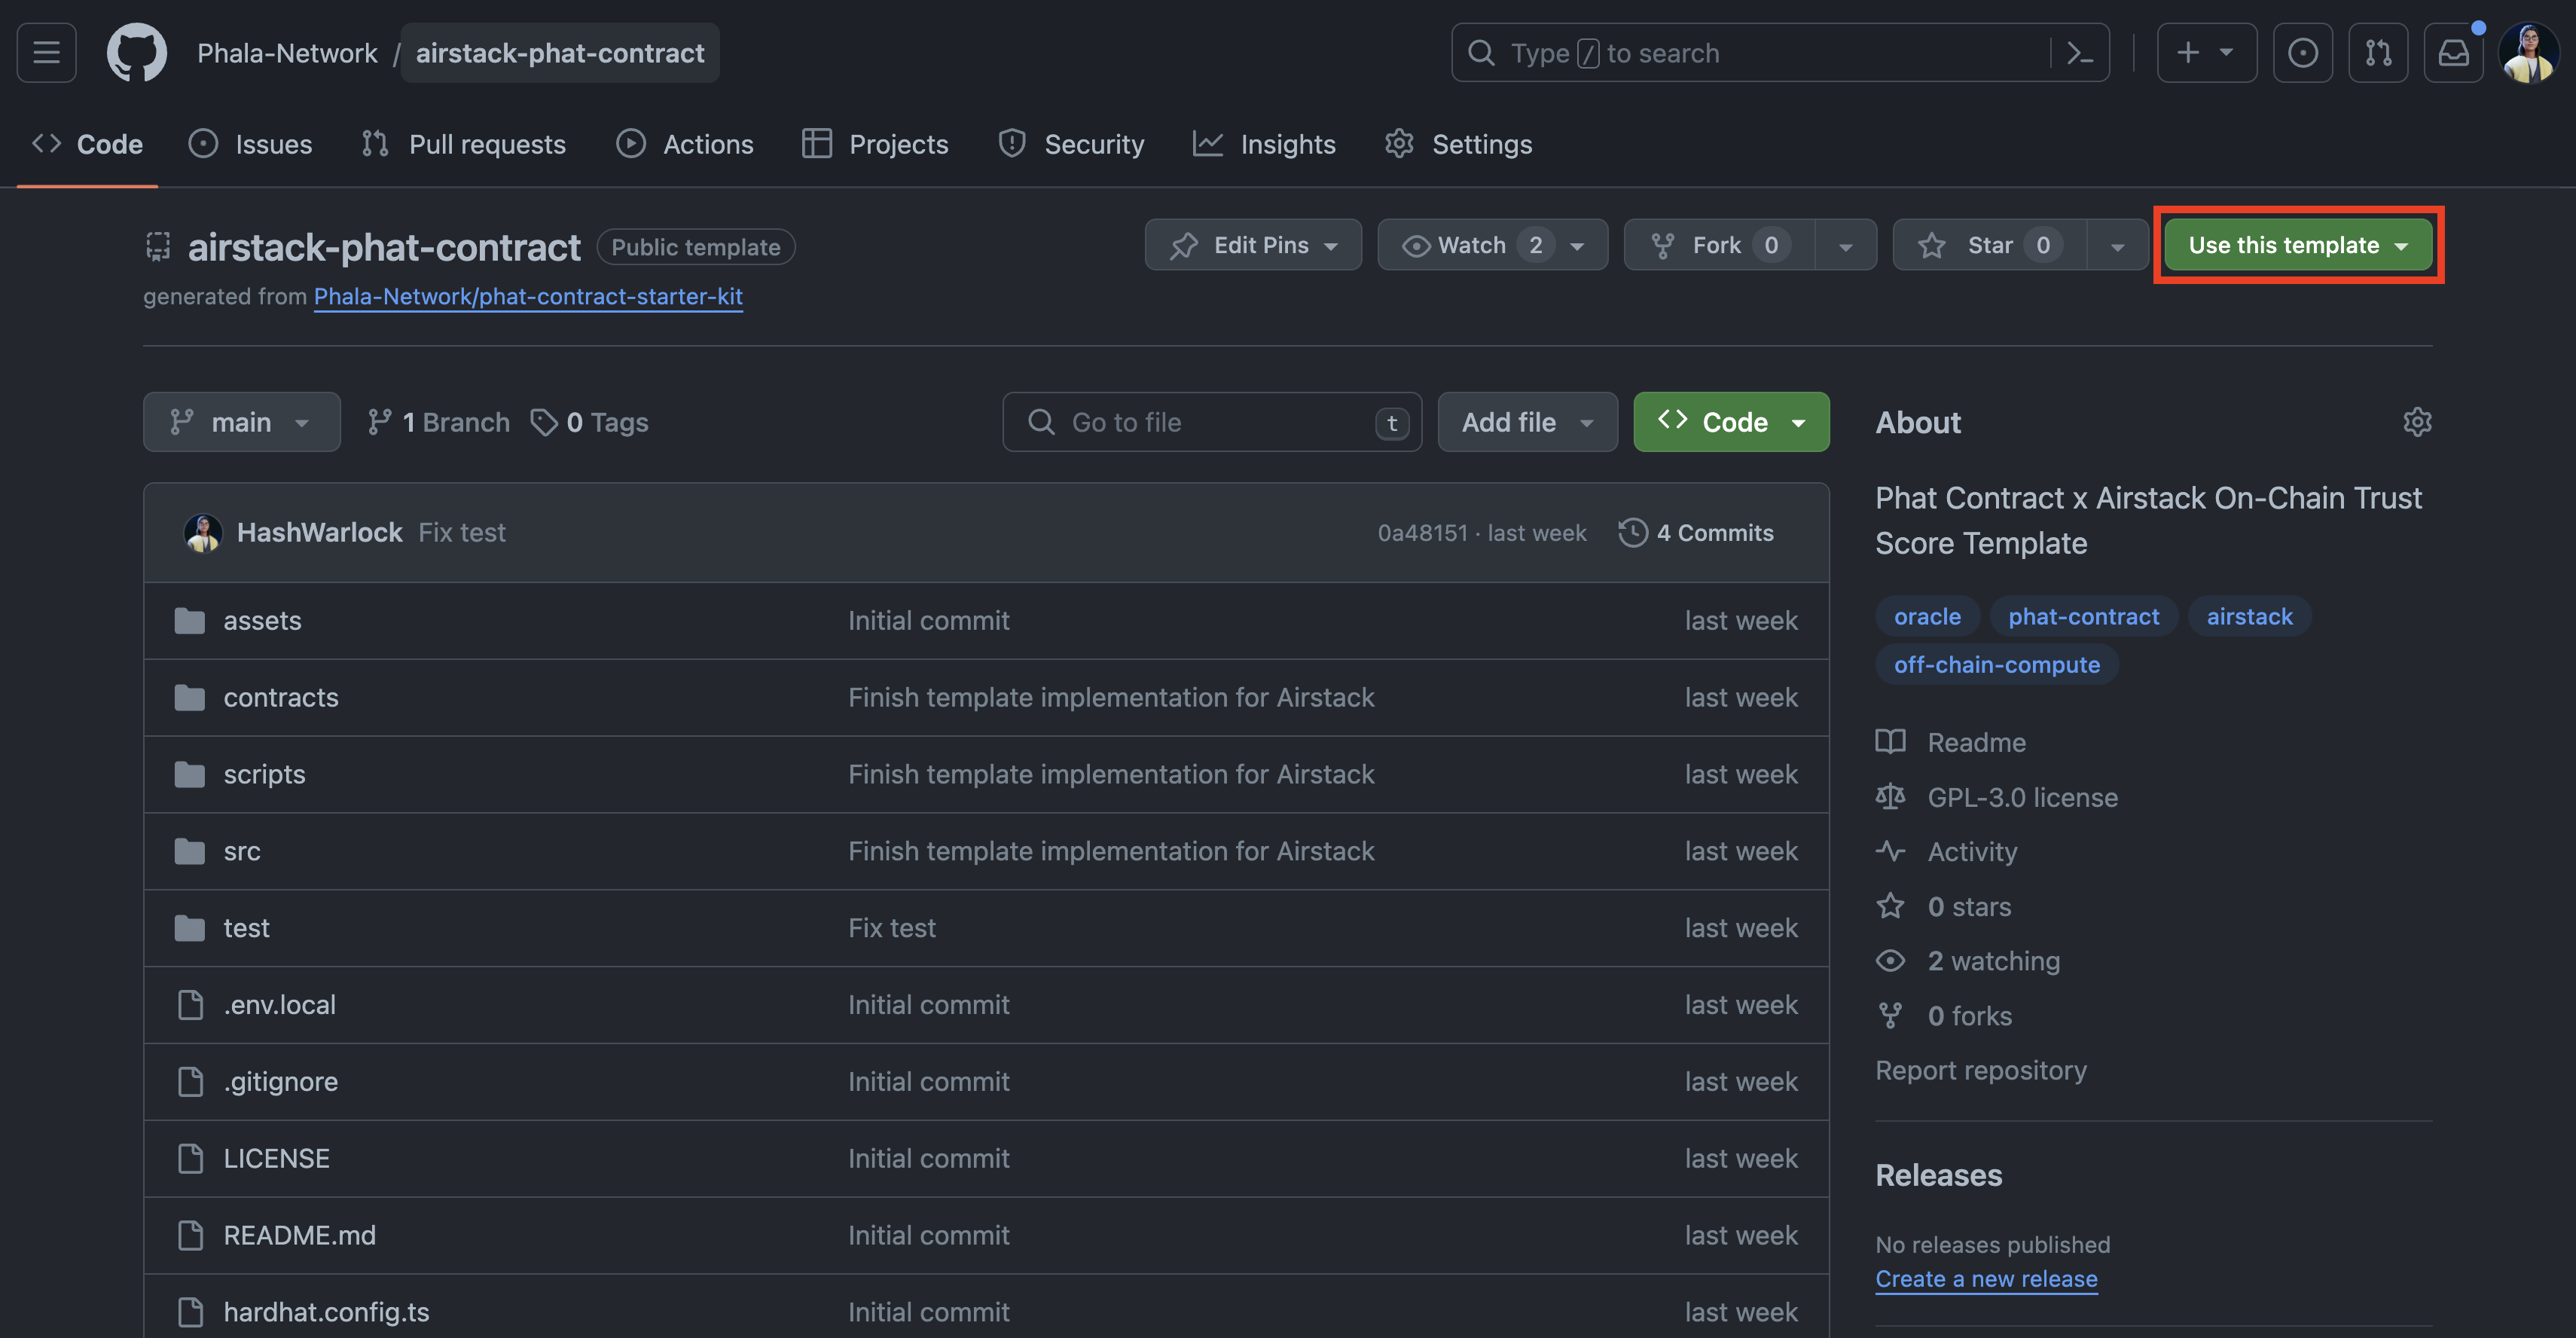 Phala-Network / airstack-phat-contract
Type / to search
Code
Issues
Pull requests
Actions
Projects
Security
Insights
Settings
airstack-phat-contract
Public template
Edit Pins
Watch 2
Fork 0
Star 0
Use this template
generated from Phala-Network/phat-contract-starter-kit
main
1 Branch
0 Tags
Go to file
t
Add file
Code
HashWarlock Fix test
0a48151 · last week
4 Commits
assets Initial commit last week
contracts Finish template implementation for Airstack last week
scripts Finish template implementation for Airstack last week
src Finish template implementation for Airstack last week
test Fix test last week
.env.local Initial commit last week
.gitignore Initial commit last week
LICENSE Initial commit last week
README.md Initial commit last week
hardhat.config.ts Initial commit last week
About
Phat Contract x Airstack On-Chain Trust
Score Template
oracle phat-contract airstack
off-chain-compute
Readme
GPL-3.0 license
Activity
0 stars
2 watching
0 forks
Report repository
Releases
No releases published
Create a new release